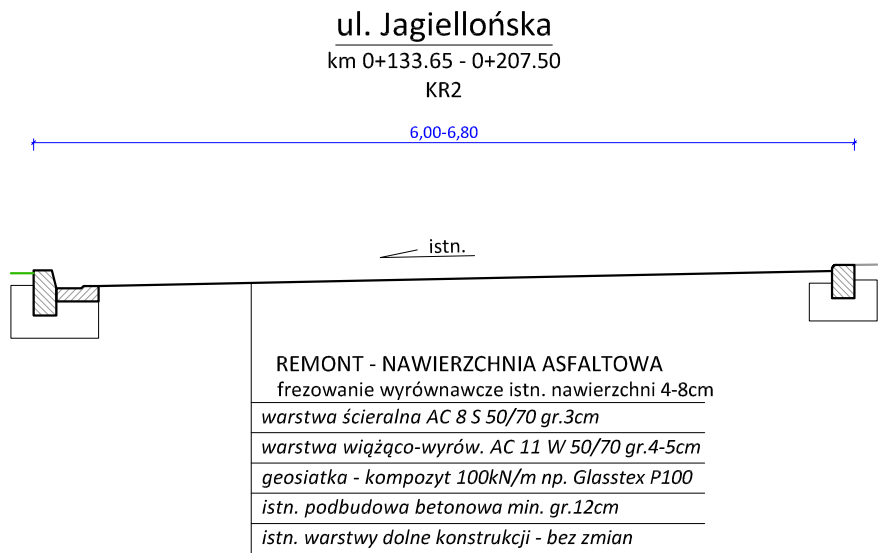 ul. Jagiellońska
km 0+133.65 - 0+207.50
KR2
6,00-6,80
istn.
REMONT - NAWIERZCHNIA ASFALTOWA
frezowanie wyrównawcze istn. nawierzchni 4-8cm
warstwa ścieralna AC 8 S 50/70 gr.3cm
warstwa wiążąco-wyrów. AC 11 W 50/70 gr.4-5cm
geosiatka - kompozyt 100kN/m np. Glasstex P100
istn. podbudowa betonowa min. gr.12cm
istn. warstwy dolne konstrukcji - bez zmian